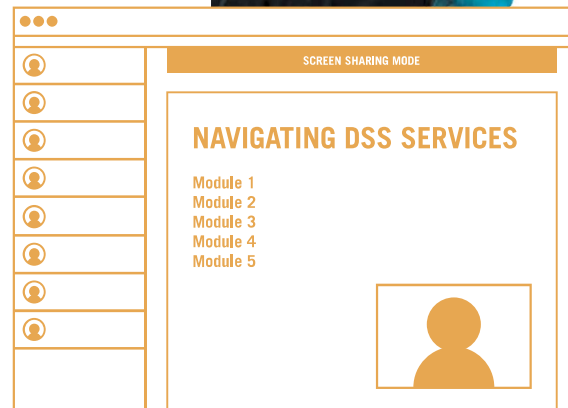 SCREEN SHARING MODE
NAVIGATING DSS SERVICES
Module 1
Module 2
Module 3
Module 4
Module 5